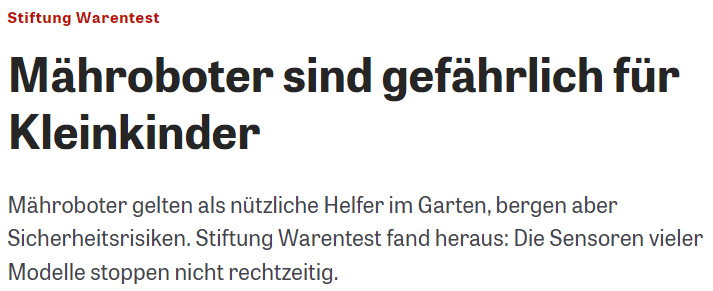 Stiftung Warentest
Mähroboter sind gefährlich für
Kleinkinder
Mähroboter gelten als nützliche Helfer im Garten, bergen aber
Sicherheitsrisiken. Stiftung Warentest fand heraus: Die Sensoren vieler
Modelle stoppen nicht rechtzeitig.